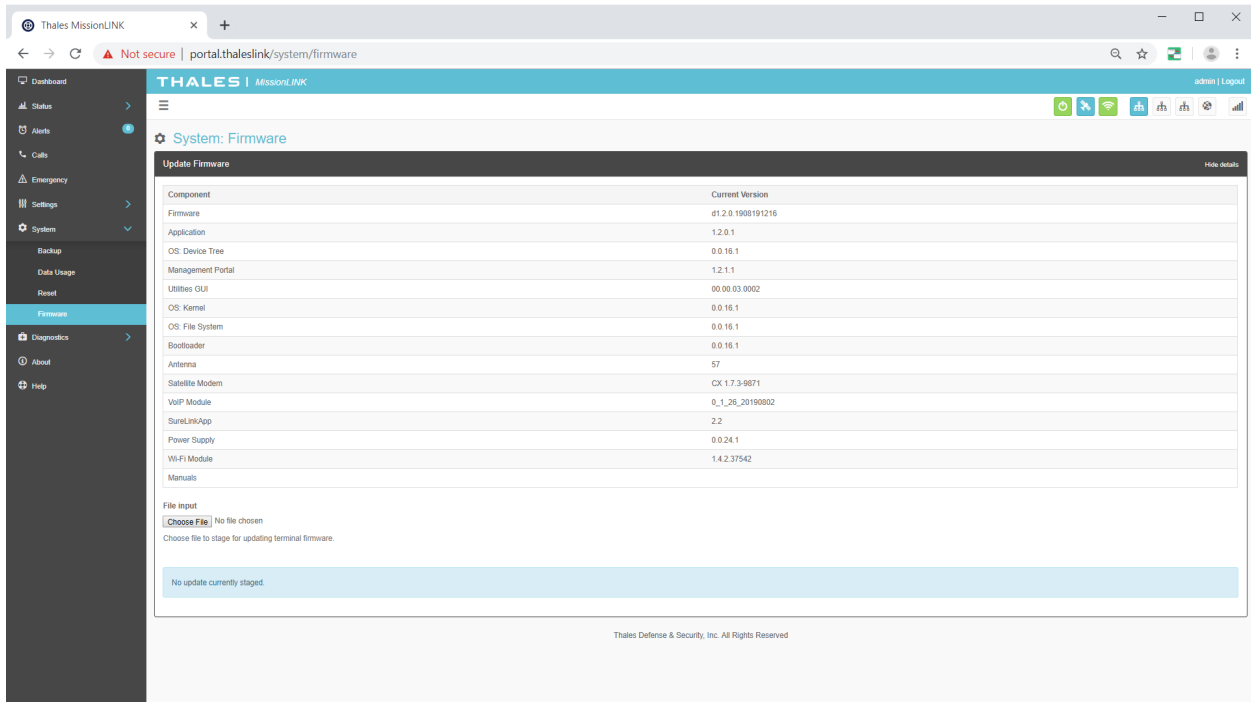 Thales MissionLINK
Not secure | portal.thaleslink/system/firmware
THALES | MissionLINK
admin | Logout
Dashboard
Status
Alerts 0
Calls
Emergency
Settings
System
Backup
Data Usage
Reset
Firmware
Diagnostics
About
Help
System: Firmware
Update Firmware Hide details
Component Current Version
Firmware d1.2.0.1908191216
Application 1.2.0.1
OS: Device Tree 0.0.16.1
Management Portal 1.2.1.1
Utilities GUI 00.00.03.0002
OS: Kernel 0.0.16.1
OS: File System 0.0.16.1
Bootloader 0.0.16.1
Antenna 57
Satellite Modem CX 1.7.3-9871
VoIP Module 0_1_26_20190802
SureLinkApp 2.2
Power Supply 0.0.24.1
Wi-Fi Module 1.4.2.37542
Manuals
File input
Choose File No file chosen
Choose file to stage for updating terminal firmware.
No update currently staged.
Thales Defense & Security, Inc. All Rights Reserved